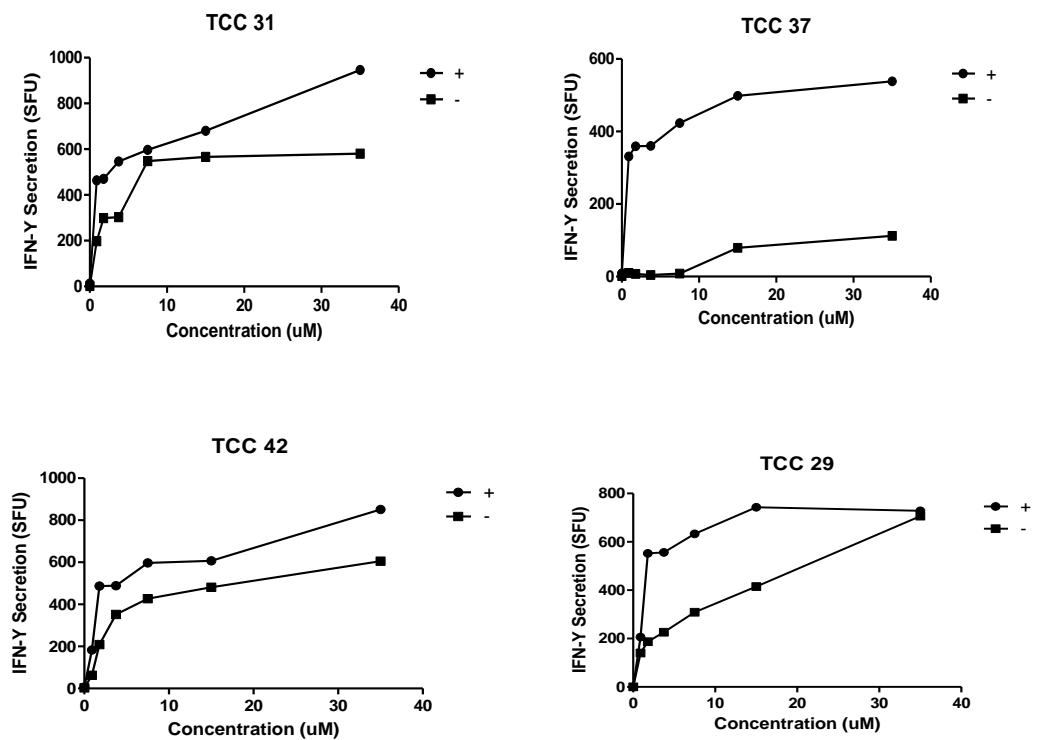 TCC 31
IFN-Y Secretion (SFU)
1000
800
600
400
200
0
0 10 20 30 40
Concentration (uM)
+
-
TCC 37
IFN-Y Secretion (SFU)
600
400
200
0
0 10 20 30 40
Concentration (uM)
+
-
TCC 42
IFN-Y Secretion (SFU)
1000
800
600
400
200
0
0 10 20 30 40
Concentration (uM)
+
-
TCC 29
IFN-Y Secretion (SFU)
800
600
400
200
0
0 10 20 30 40
Concentration (uM)
+
-